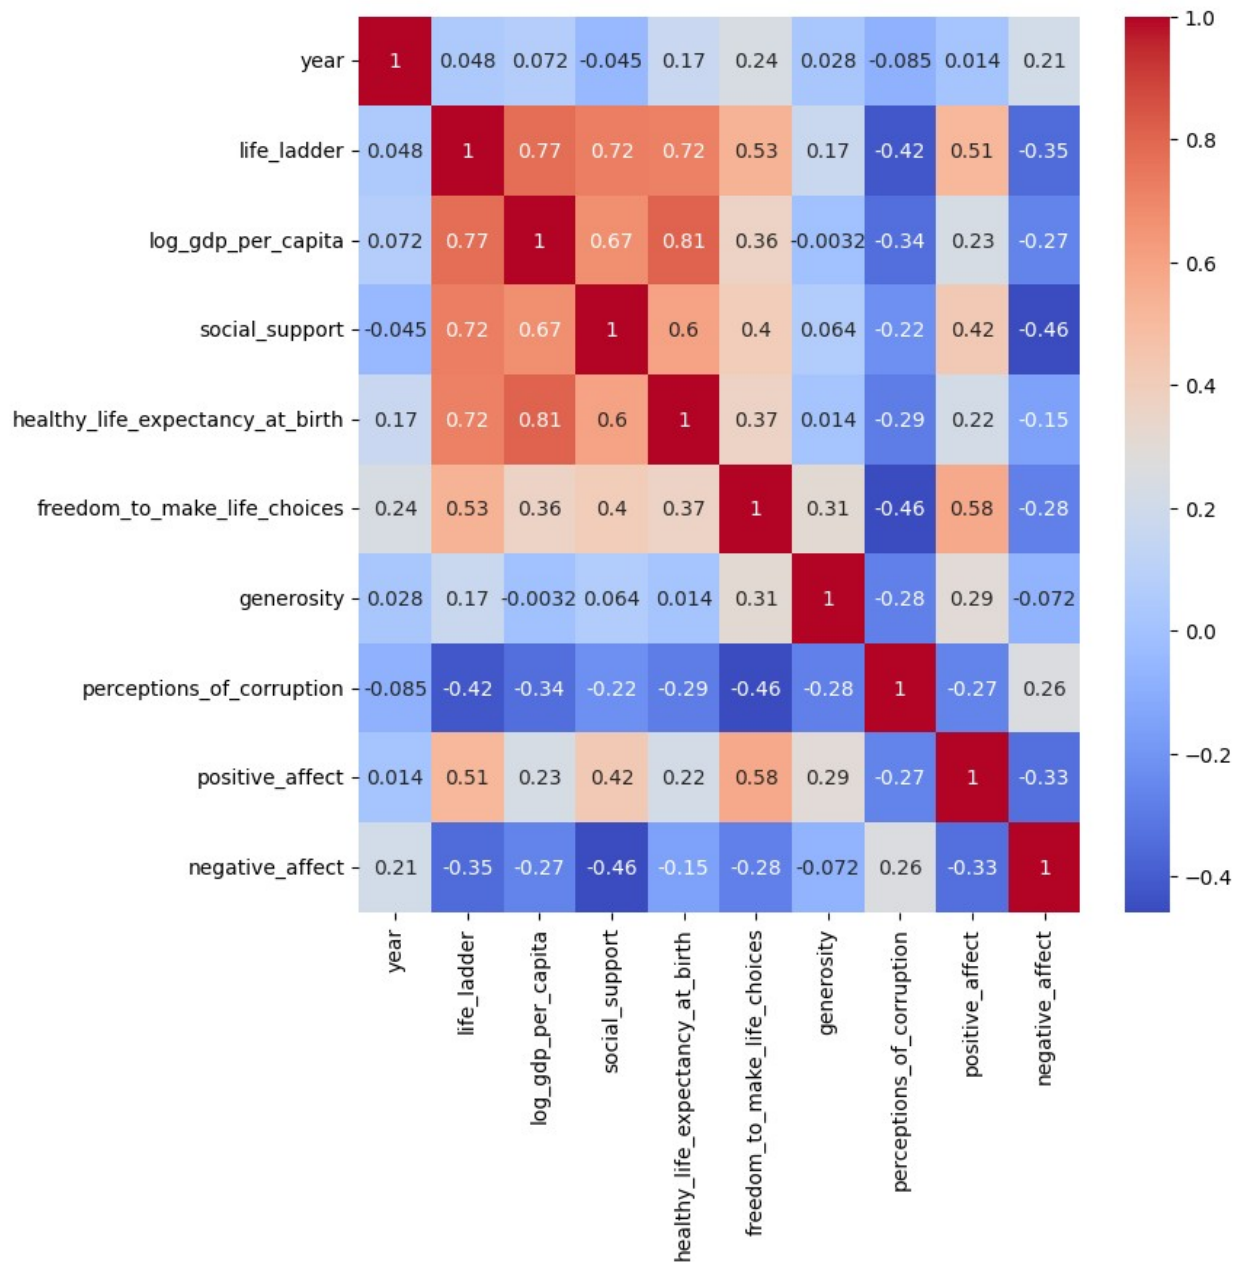 year 1 0.048 0.072 -0.045 0.17 0.24 0.028 -0.085 0.014 0.21
life_ladder 0.048 1 0.77 0.72 0.72 0.53 0.17 -0.42 0.51 -0.35
log_gdp_per_capita 0.072 0.77 1 0.67 0.81 0.36 -0.0032 -0.34 0.23 -0.27
social_support -0.045 0.72 0.67 1 0.6 0.4 0.064 -0.22 0.42 -0.46
healthy_life_expectancy_at_birth 0.17 0.72 0.81 0.6 1 0.37 0.014 -0.29 0.22 -0.15
freedom_to_make_life_choices 0.24 0.53 0.36 0.4 0.37 1 0.31 -0.46 0.58 -0.28
generosity 0.028 0.17 -0.0032 0.064 0.014 0.31 1 -0.28 0.29 -0.072
perceptions_of_corruption -0.085 -0.42 -0.34 -0.22 -0.29 -0.46 -0.28 1 -0.27 0.26
positive_affect 0.014 0.51 0.23 0.42 0.22 0.58 0.29 -0.27 1 -0.33
negative_affect 0.21 -0.35 -0.27 -0.46 -0.15 -0.28 -0.072 0.26 -0.33 1
year
life_ladder
log_gdp_per_capita
social_support
healthy_life_expectancy_at_birth
freedom_to_make_life_choices
generosity
perceptions_of_corruption
positive_affect
negative_affect
1.0
0.8
0.6
0.4
0.2
0.0
−0.2
−0.4